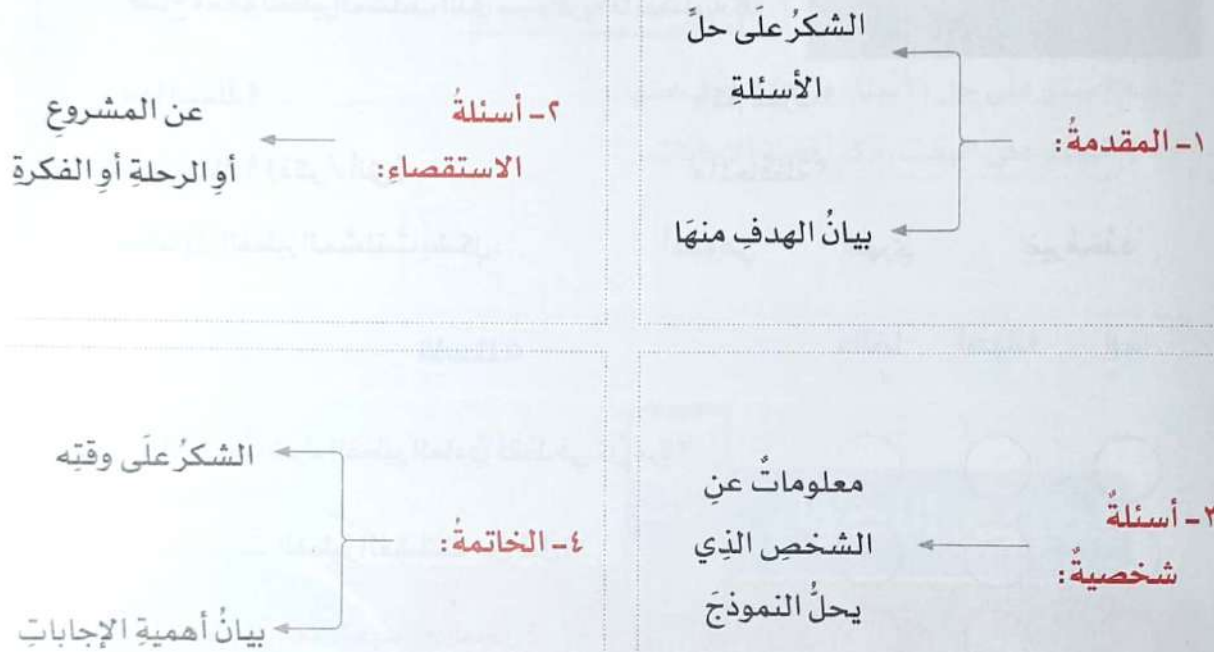 ١- المقدمةُ:
الشكرُ علَى حلِّ
الأسئلةِ
بيانُ الهدفِ منهَا
٢- أسئلةُ
الاستقصاءِ:
عن المشروعِ
أوِ الرحلةِ أوِ الفكرةِ
٣- أسئلةٌ
شخصيةٌ:
معلوماتٌ عنِ
الشخصِ الذِي
يحلُّ النموذجَ
٤- الخاتمةُ:
الشكرُ علَى وقتِه
بيانُ أهميةِ الإجاباتِ